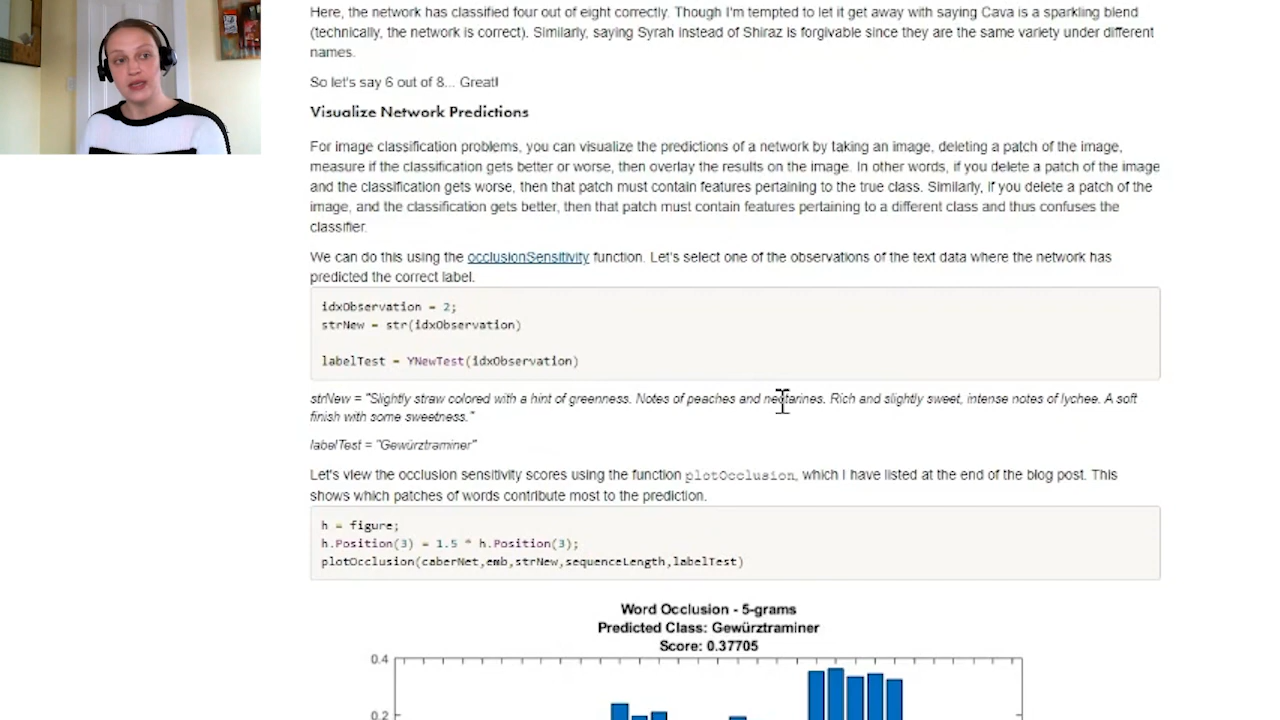 Here, the network has classified four out of eight correctly. Though I'm tempted to let it get away with saying Cava is a sparkling blend
(technically, the network is correct). Similarly, saying Syrah instead of Shiraz is forgivable since they are the same variety under different
names.
So let's say 6 out of 8... Great!
Visualize Network Predictions
For image classification problems, you can visualize the predictions of a network by taking an image, deleting a patch of the image,
measure if the classification gets better or worse, then overlay the results on the image. In other words, if you delete a patch of the image
and the classification gets worse, then that patch must contain features pertaining to the true class. Similarly, if you delete a patch of the
image, and the classification gets better, then that patch must contain features pertaining to a different class and thus confuses the
classifier.
We can do this using the occlusionSensitivity function. Let's select one of the observations of the text data where the network has
predicted the correct label.
idxObservation = 2;
strNew = str(idxObservation)
labelTest = YNewTest(idxObservation)
strNew = "Slightly straw colored with a hint of greenness. Notes of peaches and nectarines. Rich and slightly sweet, intense notes of lychee. A soft
finish with some sweetness."
labelTest = "Gewürztraminer"
Let's view the occlusion sensitivity scores using the function plotOcclusion, which I have listed at the end of the blog post. This
shows which patches of words contribute most to the prediction.
h = figure;
h.Position(3) = 1.5 * h.Position(3);
plotOcclusion(caberNet,emb,strNew,sequenceLength,labelTest)
Word Occlusion - 5-grams
Predicted Class: Gewürztraminer
Score: 0.37705
0.4
0.2